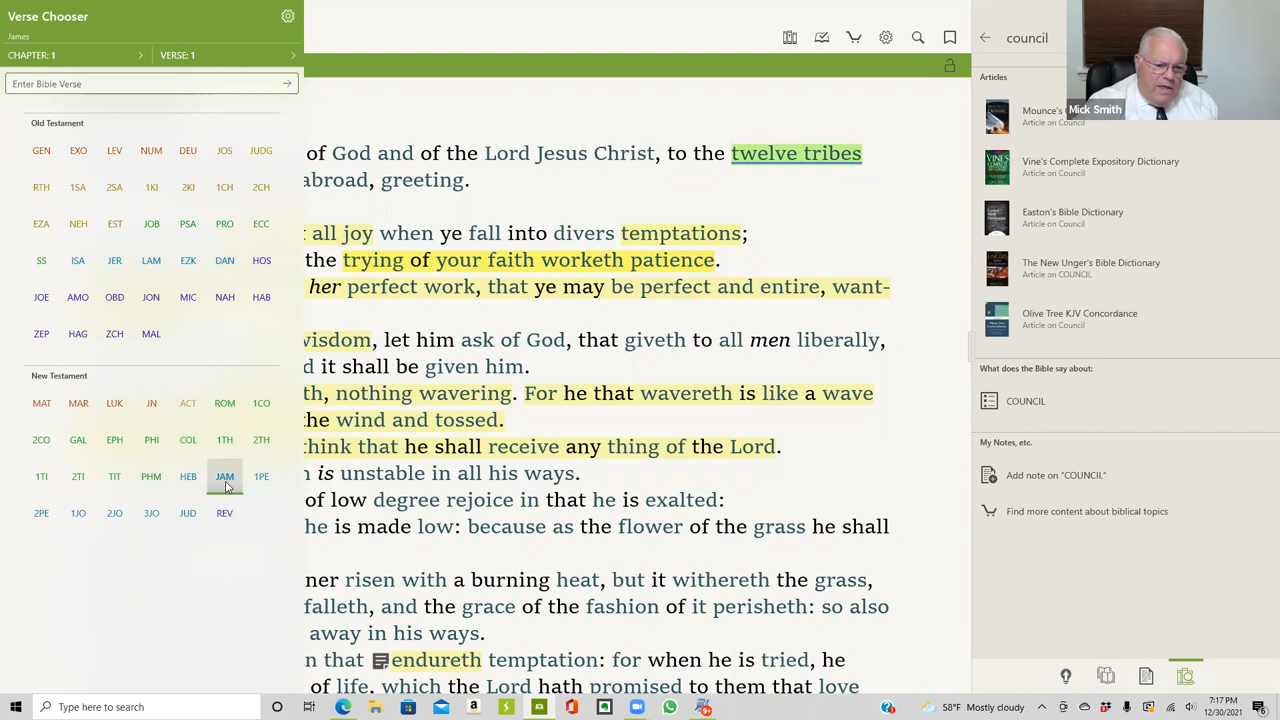 Verse Chooser
James
CHAPTER: 1
VERSE: 1
Enter Bible Verse
Old Testament
GEN EXO LEV NUM DEU JOS JUDG
RTH 1SA 2SA 1KI 2KI 1CH 2CH
EZA NEH EST JOB PSA PRO ECC
SS ISA JER LAM EZK DAN HOS
JOE AMO OBD JON MIC NAH HAB
ZEP HAG ZCH MAL
New Testament
MAT MAR LUK JN ACT ROM 1CO
2CO GAL EPH PHI COL 1TH 2TH
1TI 2TI TIT PHM HEB JAM 1PE
2PE 1JO 2JO 3JO JUD REV
of God and of the Lord Jesus Christ, to the twelve tribes
abroad, greeting.
all joy when ye fall into divers temptations;
the trying of your faith worketh patience.
her perfect work, that ye may be perfect and entire, want-
wisdom, let him ask of God, that giveth to all men liberally,
it shall be given him.
nothing wavering. For he that wavereth is like a wave
the wind and tossed.
think that he shall receive any thing of the Lord.
is unstable in all his ways.
of low degree rejoice in that he is exalted:
he is made low: because as the flower of the grass he shall
ner risen with a burning heat, but it withereth the grass,
falleth, and the grace of the fashion of it perisheth: so also
away in his ways.
that endureth temptation: for when he is tried, he
of life, which the Lord hath promised to them that love
council
Mick Smith
Articles
Mounce's
Article on Council
Vine's Complete Expository Dictionary
Article on Council
Easton's Bible Dictionary
Article on Council
The New Unger's Bible Dictionary
Article on COUNCIL
Olive Tree KJV Concordance
Article on Council
What does the Bible say about:
COUNCIL
My Notes, etc.
Add note on "COUNCIL"
Find more content about biblical topics
Type here to search
58°F Mostly cloudy
7:17 PM
12/30/2021